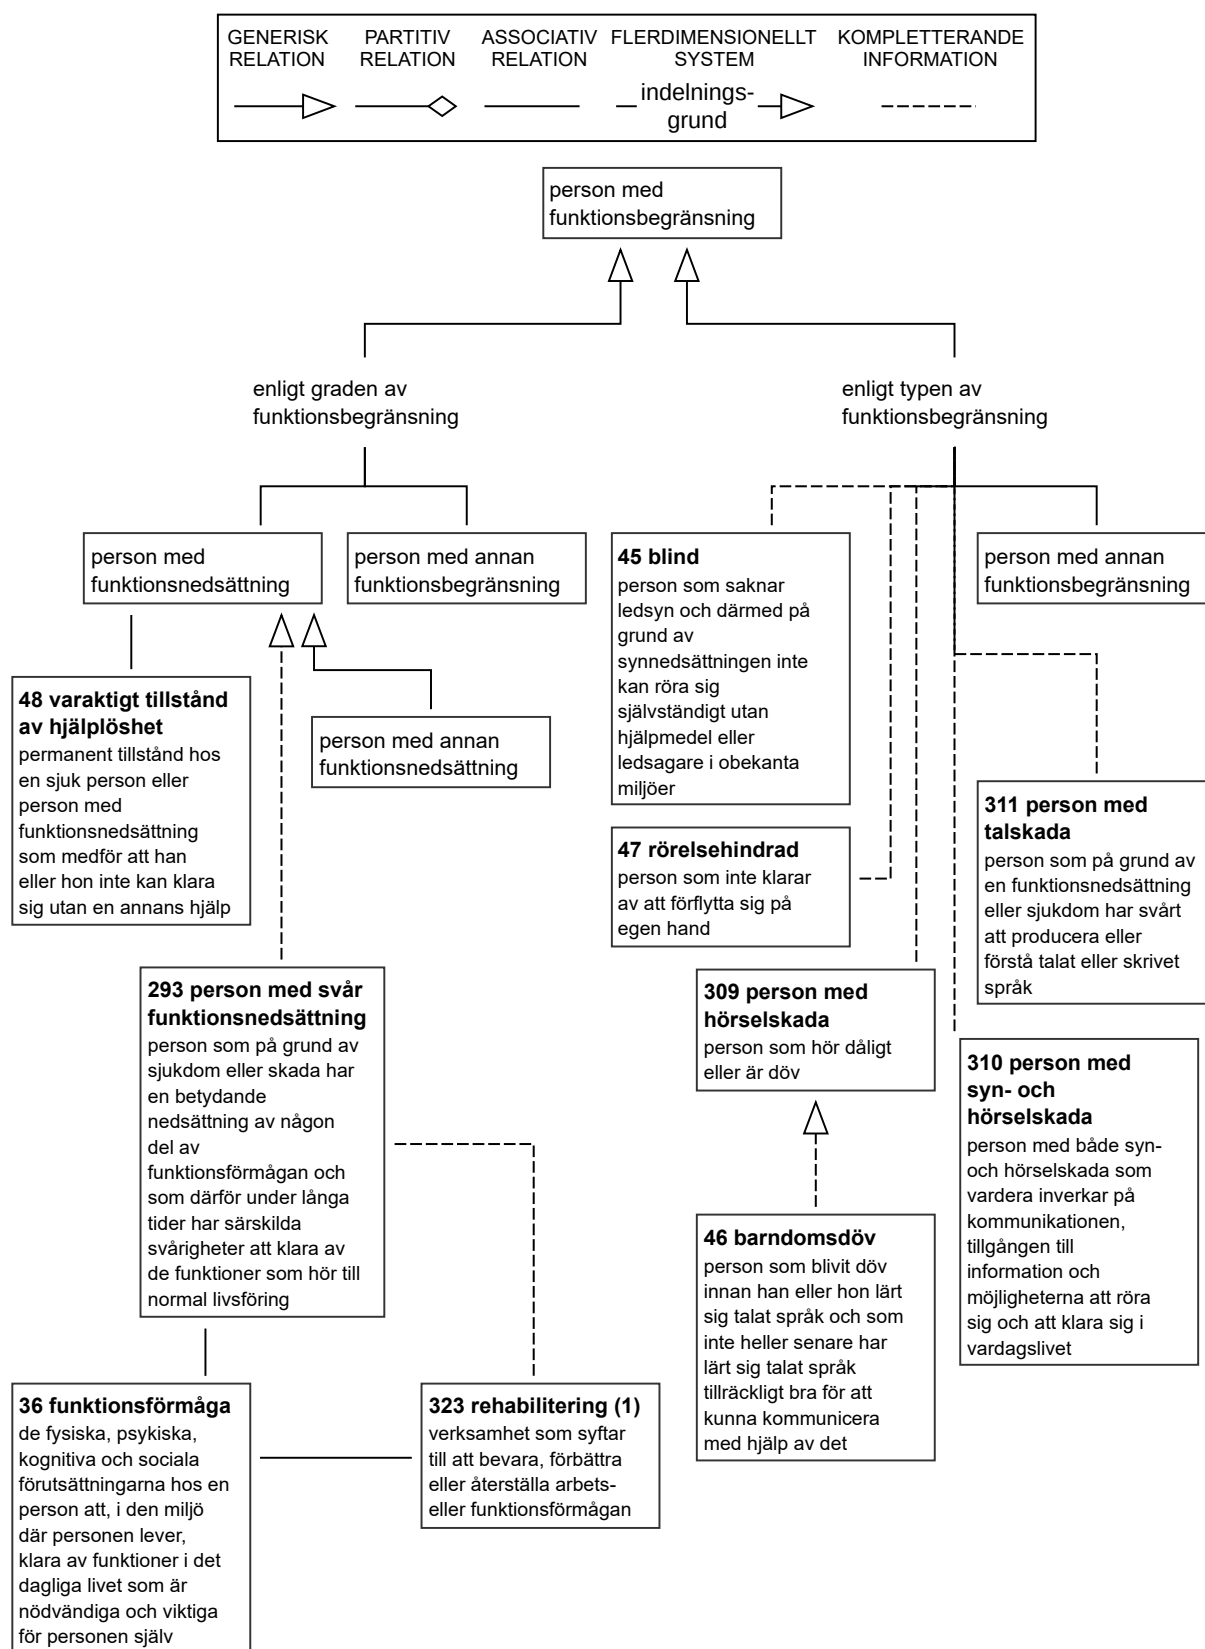 GENERISK
RELATION
PARTITIV
RELATION
ASSOCIATIV
RELATION
FLERDIMENSIONELLT
SYSTEM
KOMPLETTERANDE
INFORMATION
indelnings-
grund
person med
funktionsbegränsning
enligt graden av
funktionsbegränsning
enligt typen av
funktionsbegränsning
person med
funktionsnedsättning
person med annan
funktionsbegränsning
45 blind
person som saknar
ledsyn och därmed på
grund av
synnedsättningen inte
kan röra sig
självständigt utan
hjälpmedel eller
ledsagare i obekanta
miljöer
person med annan
funktionsbegränsning
48 varaktigt tillstånd
av hjälplöshet
permanent tillstånd hos
en sjuk person eller
person med
funktionsnedsättning
som medför att han
eller hon inte kan klara
sig utan en annans hjälp
person med annan
funktionsnedsättning
311 person med
talskada
person som på grund av
en funktionsnedsättning
eller sjukdom har svårt
att producera eller
förstå talat eller skrivet
språk
47 rörelsehindrad
person som inte klarar
av att förflytta sig på
egen hand
293 person med svår
funktionsnedsättning
person som på grund av
sjukdom eller skada har
en betydande
nedsättning av någon
del av
funktionsförmågan och
som därför under långa
tider har särskilda
svårigheter att klara av
de funktioner som hör till
normal livsföring
309 person med
hörselskada
person som hör dåligt
eller är döv
310 person med
syn- och
hörselskada
person med både syn-
och hörselskada som
vardera inverkar på
kommunikationen,
tillgången till
information och
möjligheterna att röra
sig och att klara sig i
vardagslivet
46 barndomsdöv
person som blivit döv
innan han eller hon lärt
sig talat språk och som
inte heller senare har
lärt sig talat språk
tillräckligt bra för att
kunna kommunicera
med hjälp av det
36 funktionsförmåga
de fysiska, psykiska,
kognitiva och sociala
förutsättningarna hos en
person att, i den miljö
där personen lever,
klara av funktioner i det
dagliga livet som är
nödvändiga och viktiga
för personen själv
323 rehabilitering (1)
verksamhet som syftar
till att bevara, förbättra
eller återställa arbets-
eller funktionsförmågan